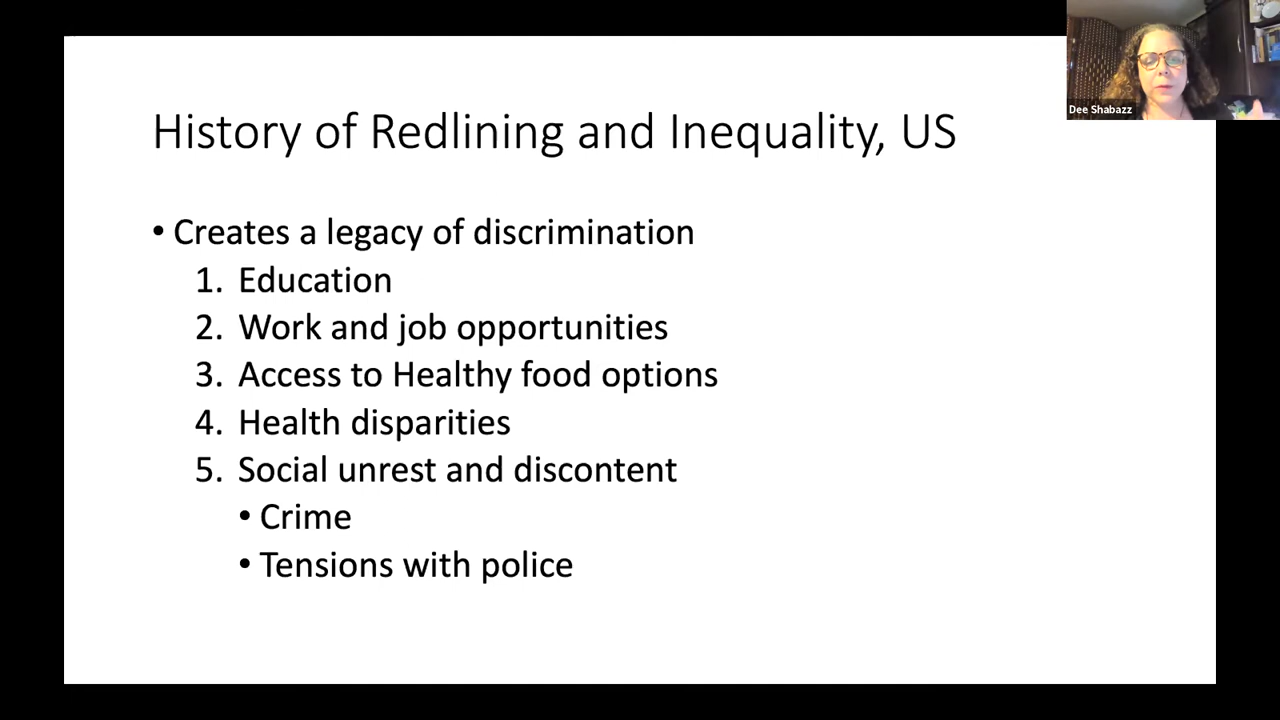 History of Redlining and Inequality, US
• Creates a legacy of discrimination
1. Education
2. Work and job opportunities
3. Access to Healthy food options
4. Health disparities
5. Social unrest and discontent
• Crime
• Tensions with police
Dee Shabazz